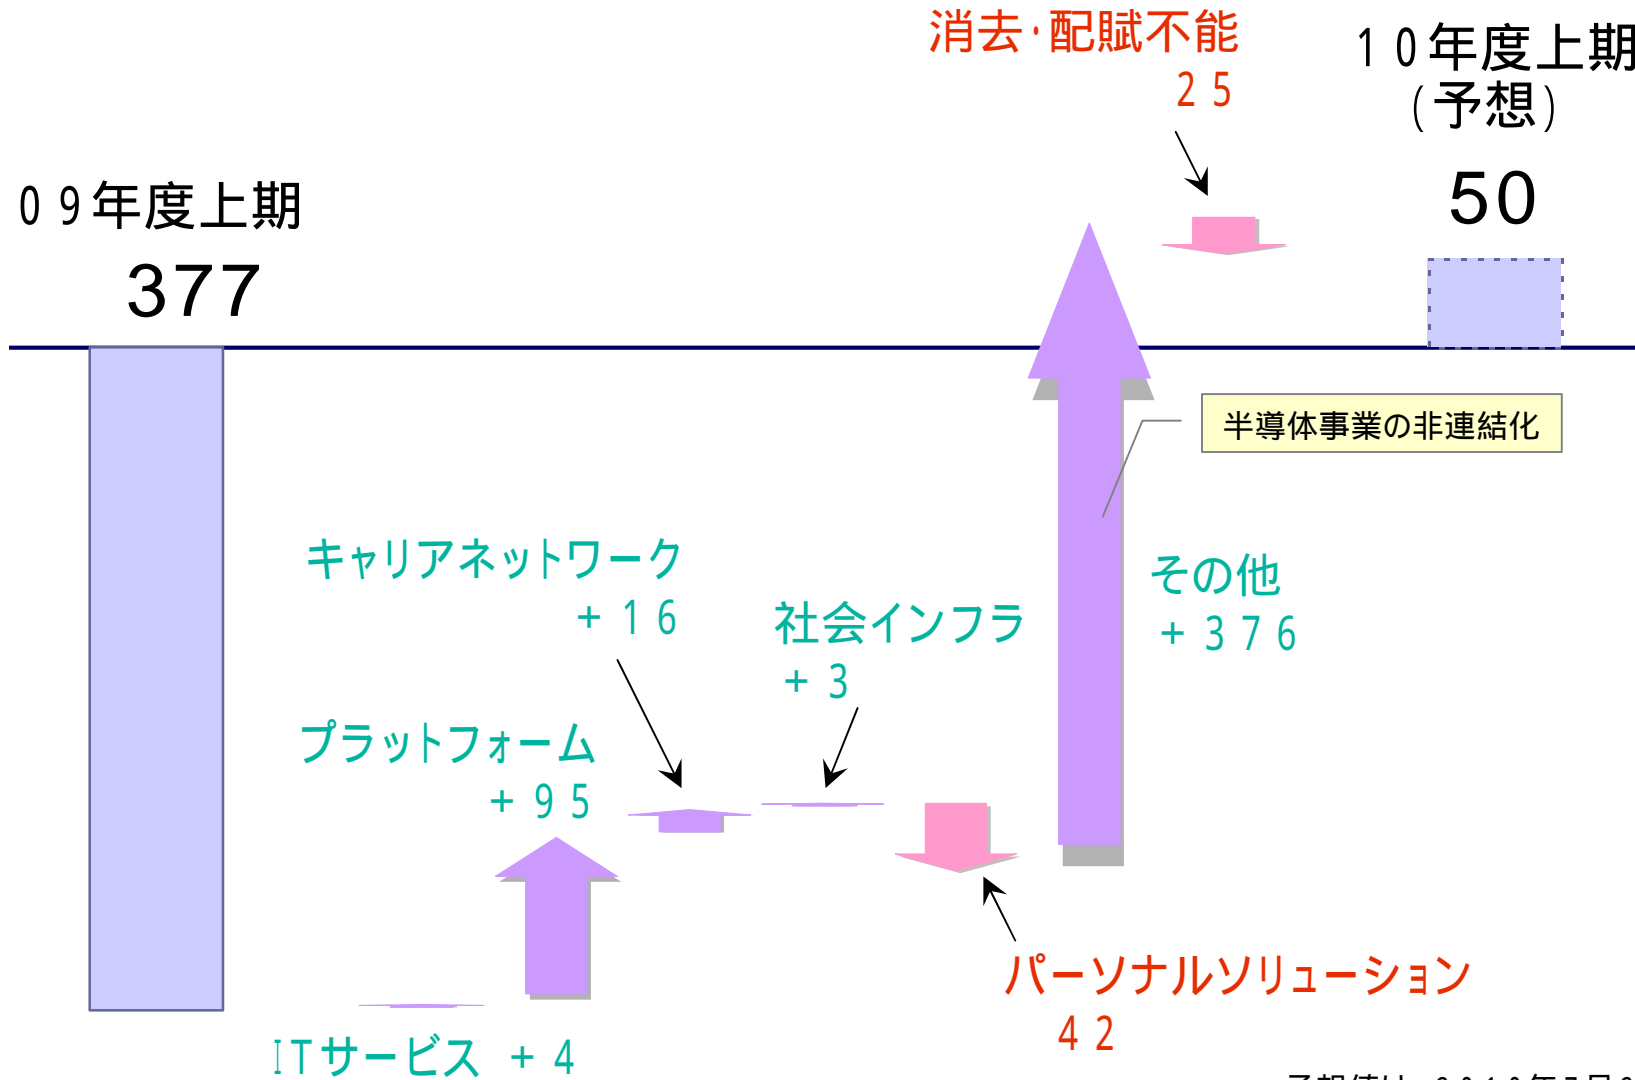 消去・配賦不能
25
10年度上期
(予想)
50
09年度上期
377
半導体事業の非連結化
キャリアネットワーク
+16
社会インフラ
+3
その他
+376
プラットフォーム
+95
パーソナルソリューション
42
ITサービス +4